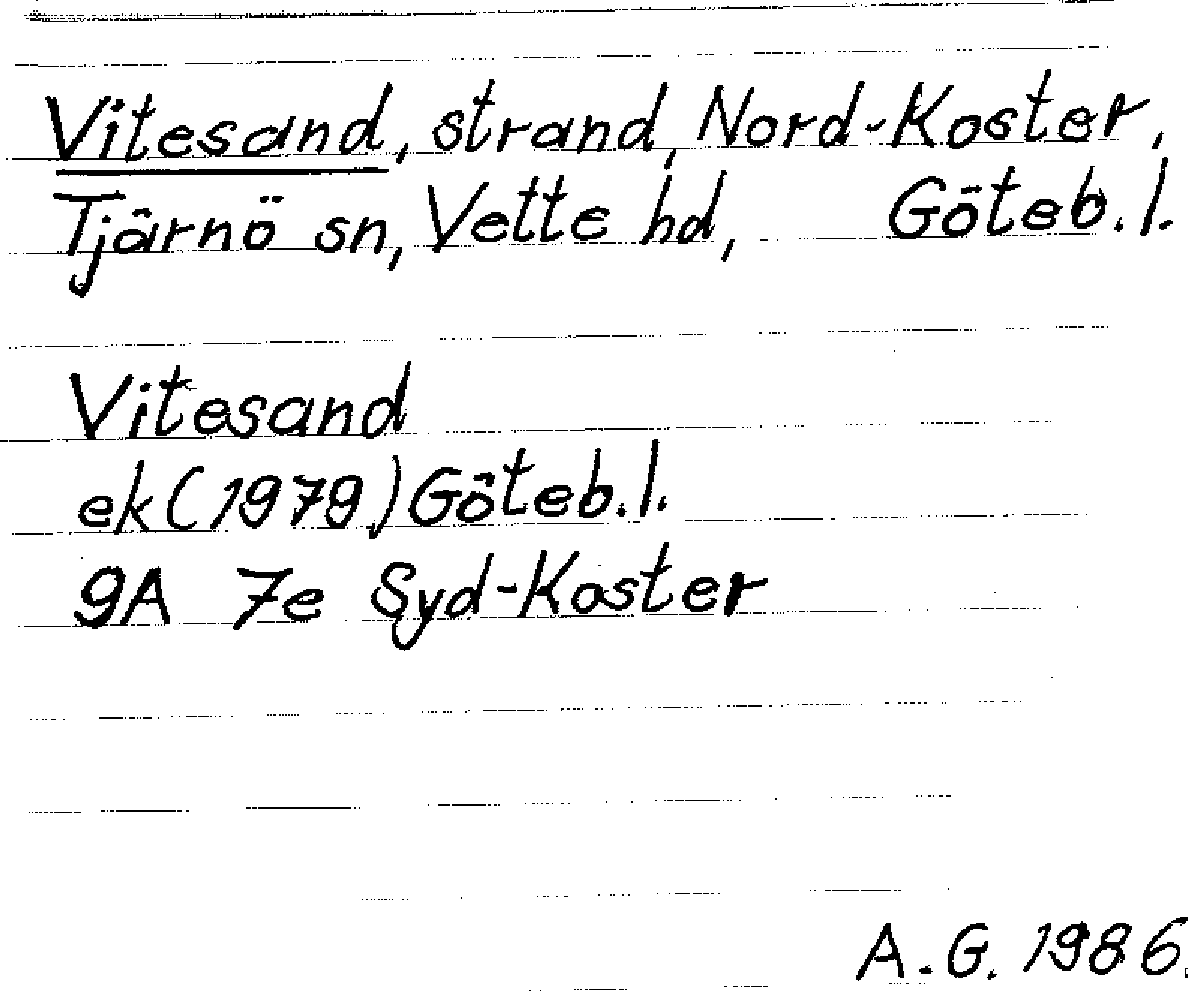 Vitesand, strand, Nord-Koster,
Tjärnö sn, Vette hd, Göteb. l.
Vitesand
ek (1979) Göteb. l.
9A 7e Syd-Koster
A.G. 1986.